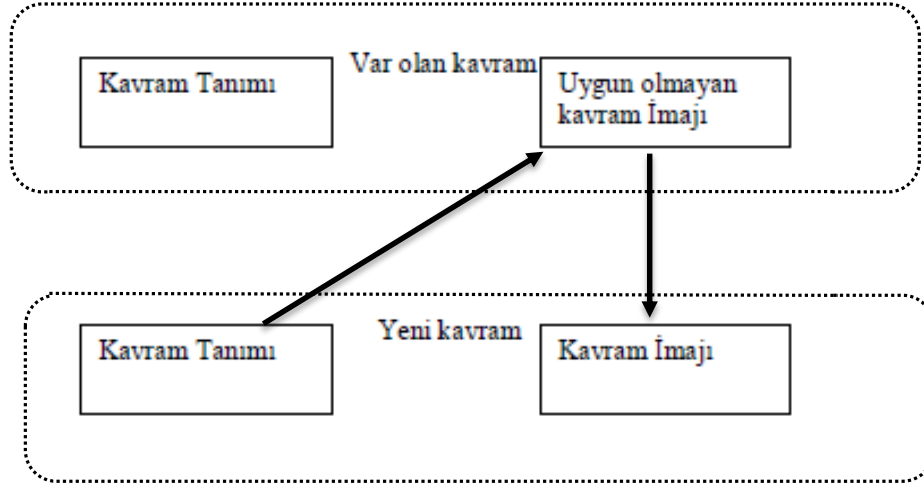 Kavram Tanımı
Var olan kavram
Uygun olmayan
kavram İmajı
Kavram Tanımı
Yeni kavram
Kavram İmajı